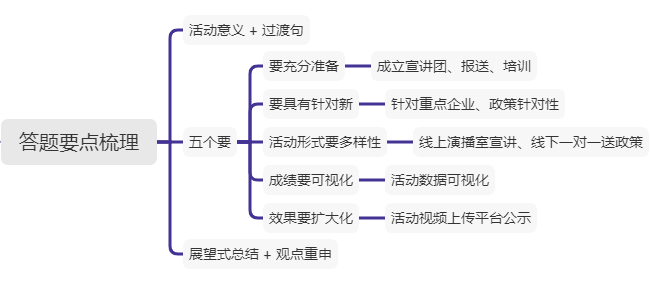 答题要点梳理
活动意义 + 过渡句
五个要
要充分准备
成立宣讲团、报送、培训
要具有针对新
针对重点企业、政策针对性
活动形式要多样性
线上演播室宣讲、线下一对一送政策
成绩要可视化
活动数据可视化
效果要扩大化
活动视频上传平台公示
展望式总结 + 观点重申